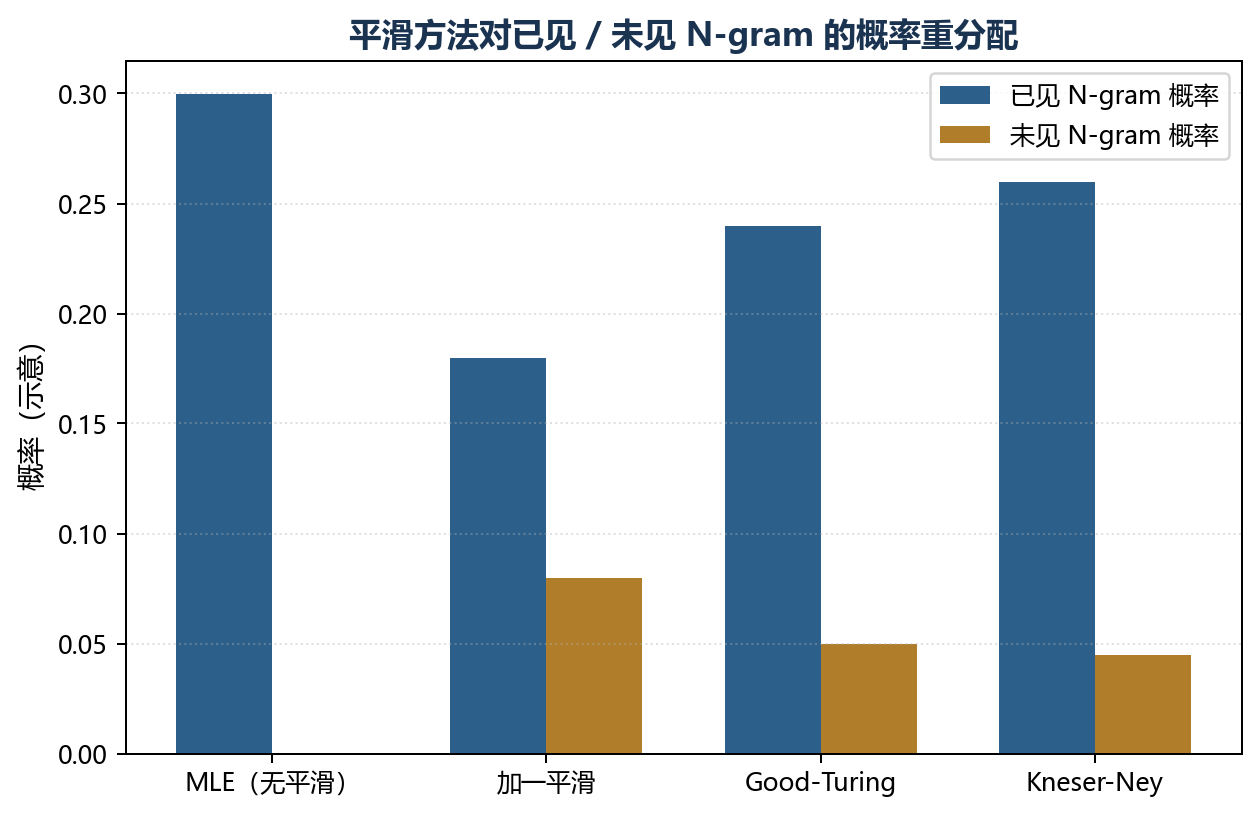 平滑方法对已见 / 未见 N-gram 的概率重分配
已见 N-gram 概率
未见 N-gram 概率
概率（示意）
0.30
0.25
0.20
0.15
0.10
0.05
0.00
MLE（无平滑）
加一平滑
Good-Turing
Kneser-Ney